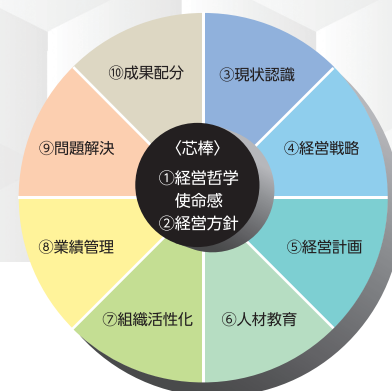 〈芯棒〉
①経営哲学
使命感
②経営方針
③現状認識
④経営戦略
⑤経営計画
⑥人材教育
⑦組織活性化
⑧業績管理
⑨問題解決
⑩成果配分